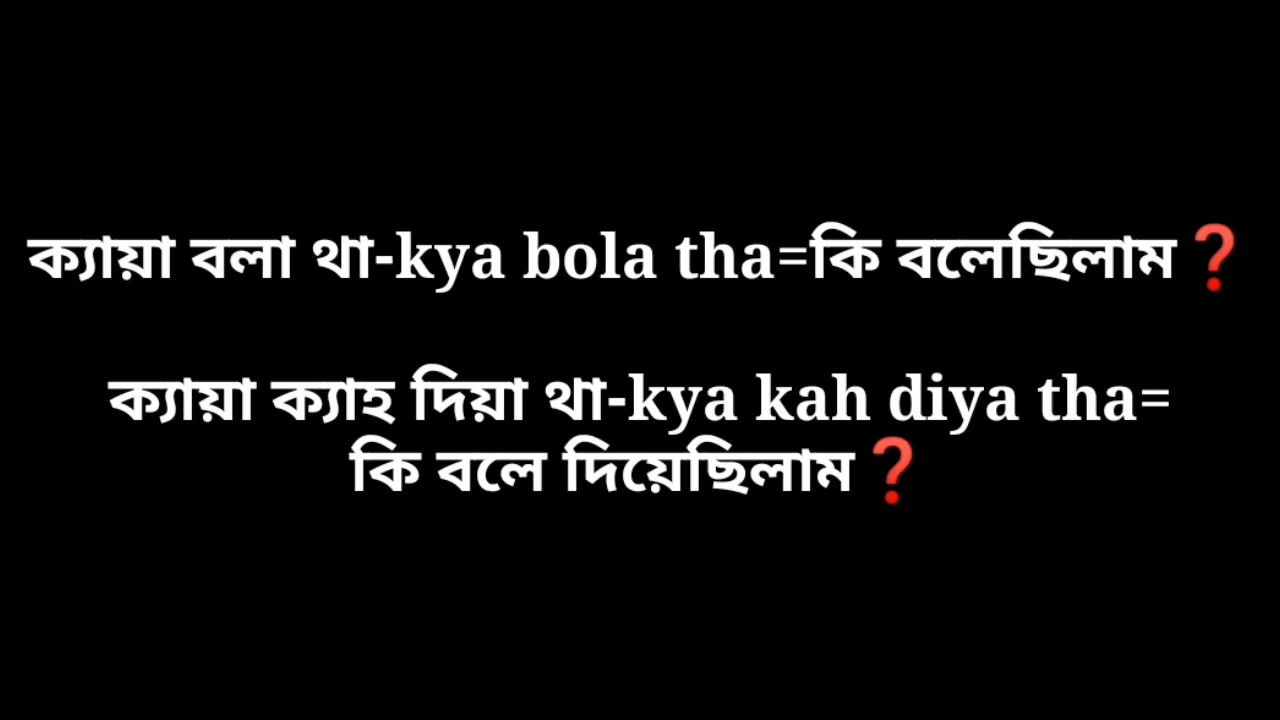 ক্যায়া বলা থা-kya bola tha=কি বলেছিলাম❓
ক্যায়া ক্যাহ দিয়া থা-kya kah diya tha=
কি বলে দিয়েছিলাম❓